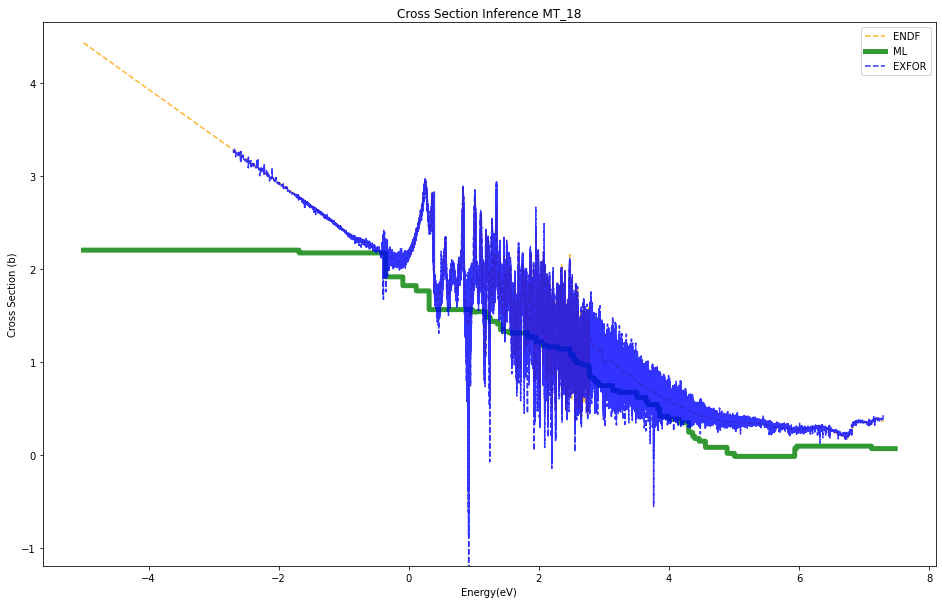 Cross Section Inference MT_18
ENDF
ML
EXFOR
Cross Section (b)
4
3
2
1
0
−1
−4
−2
0
2
4
6
8
Energy(eV)